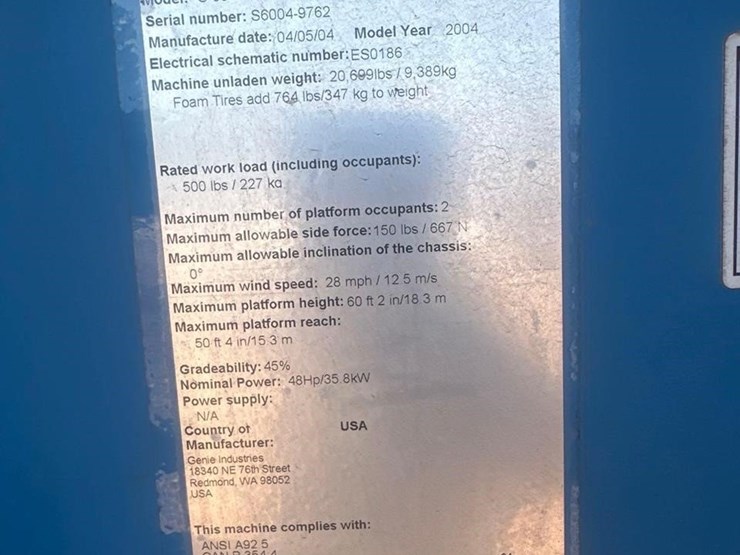 Serial number: S6004-9762
Manufacture date: 04/05/04 Model Year 2004
Electrical schematic number: ES0186
Machine unladen weight: 20,699lbs / 9,389kg
Foam Tires add 764 lbs/347 kg to weight
Rated work load (including occupants):
500 lbs / 227 kg
Maximum number of platform occupants: 2
Maximum allowable side force: 150 lbs / 667 N
Maximum allowable inclination of the chassis:
0°
Maximum wind speed: 28 mph / 12.5 m/s
Maximum platform height: 60 ft 2 in/18.3 m
Maximum platform reach:
50 ft 4 in/15.3 m
Gradeability: 45%
Nominal Power: 48Hp/35.8kW
Power supply:
N/A
Country of USA
Manufacturer:
Genie Industries
18340 NE 76th Street
Redmond, WA 98052
USA
This machine complies with:
ANSI A92.5